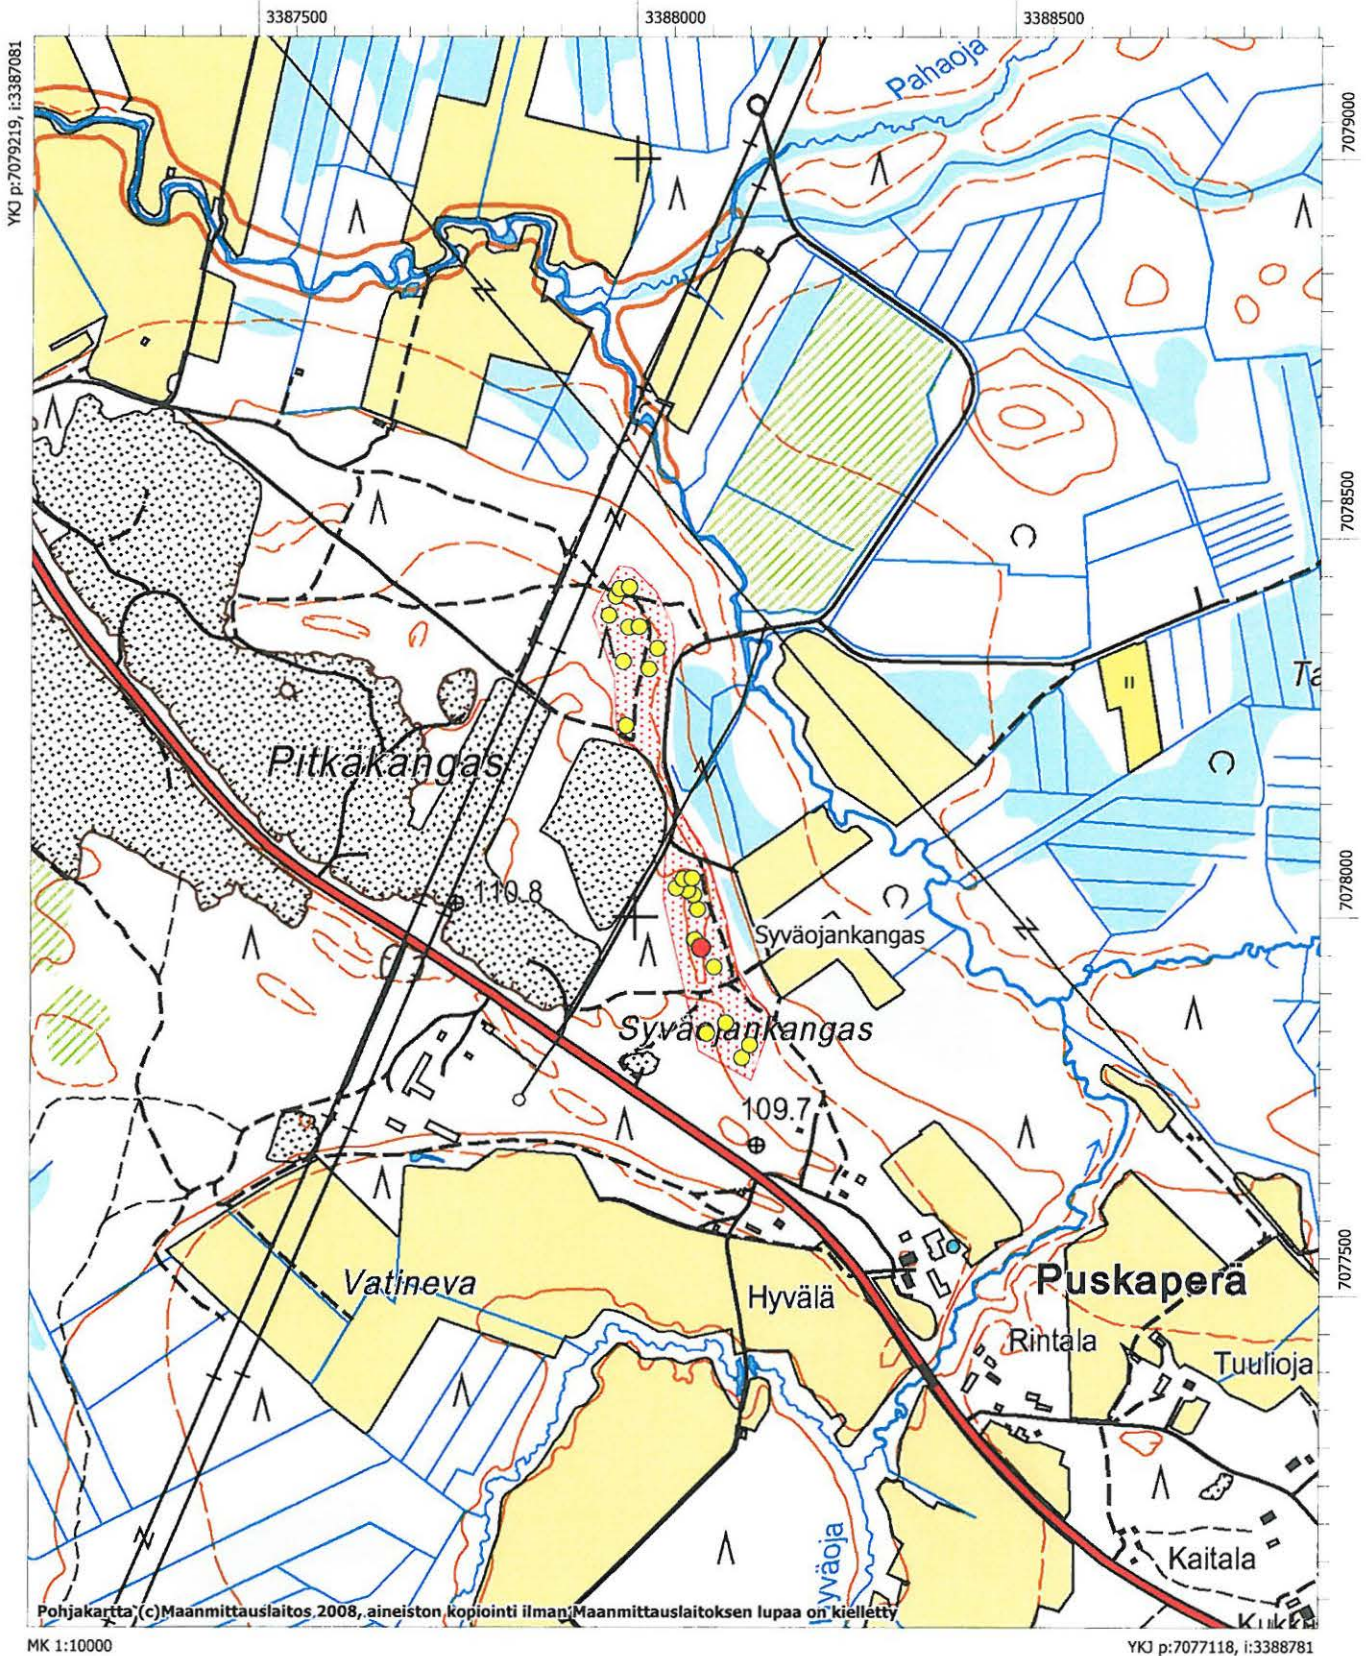 3387500
3388000
3388500
YKJ p:7079219, i:3387081
Pahaoja
7079000
7078500
Ta
II
Pitkäkangas
7078000
110.8
Syväojankangas
Syväojankangas
109.7
7077500
Puskaperä
Vatineva
Hyvälä
Rintala
Tuulioja
Kaitala
Pohjakartta (c)Maanmittauslaitos 2008, aineiston kopiointi ilman Maanmittauslaitoksen lupaa on kielletty
MK 1:10000
YKJ p:7077118, i:3388781